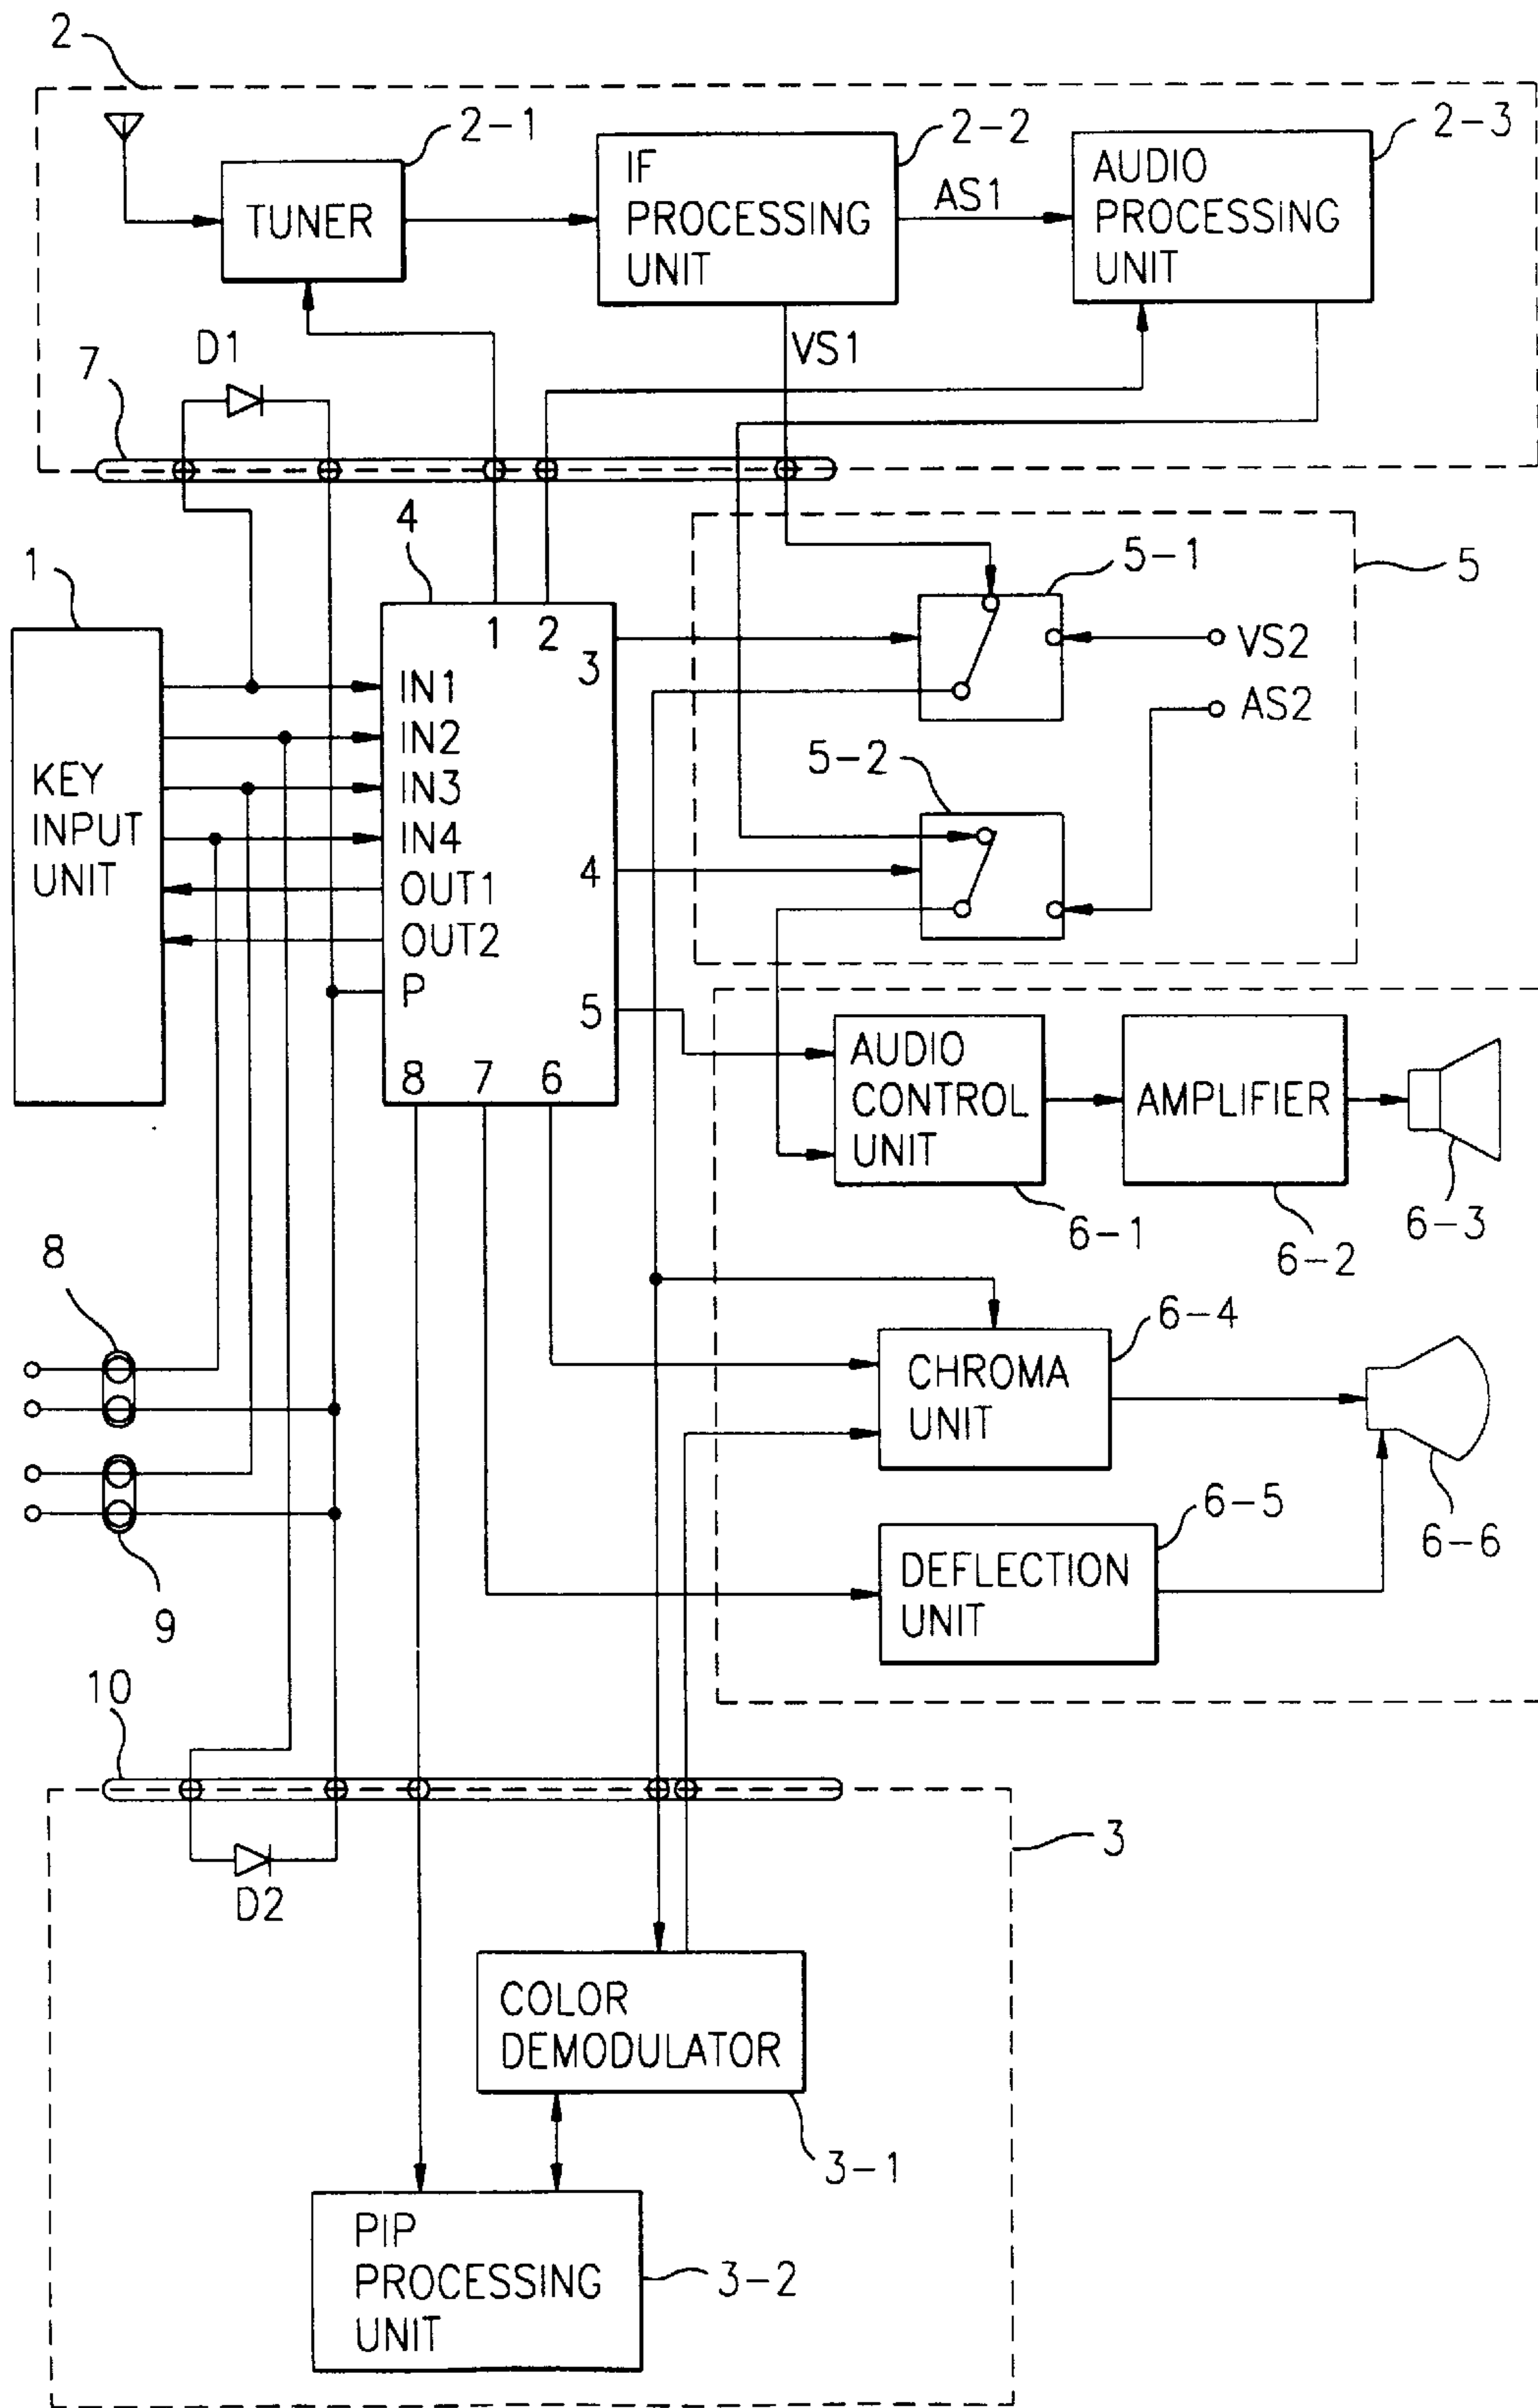 2
2-1
2-2
2-3
TUNER
IF
PROCESSING
UNIT
AS1
AUDIO
PROCESSING
UNIT
D1
VS1
7
4
1
1
2
5-1
5
3
VS2
AS2
IN1
IN2
IN3
IN4
OUT1
OUT2
P
KEY
INPUT
UNIT
5-2
4
5
8
7
6
AUDIO
CONTROL
UNIT
AMPLIFIER
6-1
6-2
6-3
8
6-4
CHROMA
UNIT
6-5
6-6
DEFLECTION
UNIT
9
10
3
D2
COLOR
DEMODULATOR
3-1
PIP
PROCESSING
UNIT
3-2